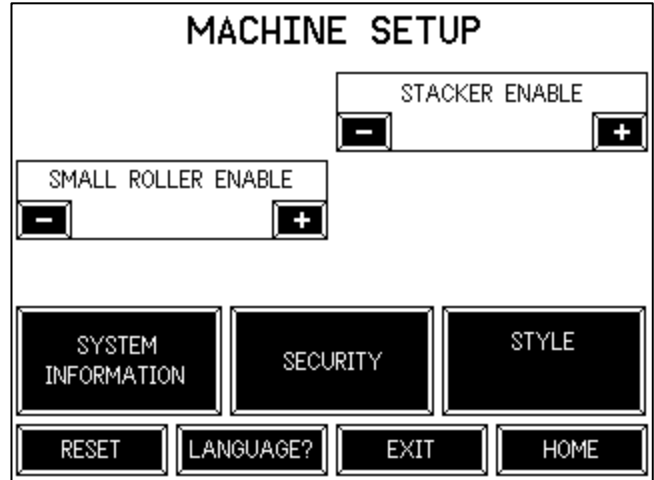 MACHINE SETUP
STACKER ENABLE
- +
SMALL ROLLER ENABLE
- +
SYSTEM
INFORMATION
SECURITY
STYLE
RESET
LANGUAGE?
EXIT
HOME